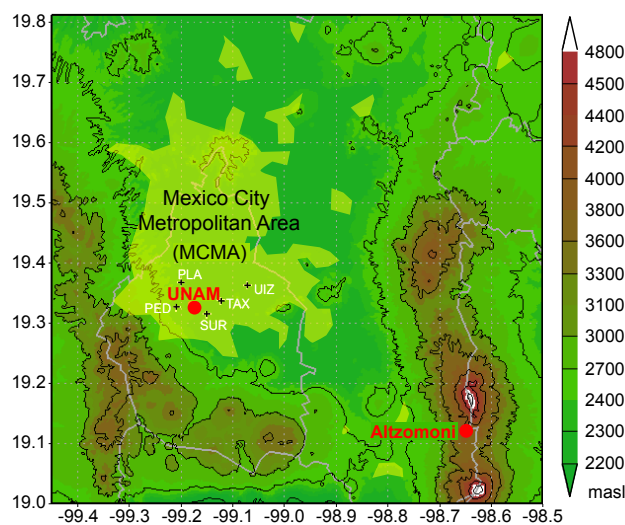 19.8
19.7
19.6
19.5
19.4
19.3
19.2
19.1
19.0
Mexico City
Metropolitan Area
(MCMA)
PLA
UNAM
UIZ
PED
TAX
SUR
Altzomoni
-99.4 -99.3 -99.2 -99.1 -99.0 -98.9 -98.8 -98.7 -98.6 -98.5
4800
4400
4200
4000
3800
3600
3300
3000
2700
2400
2300
2200
masl